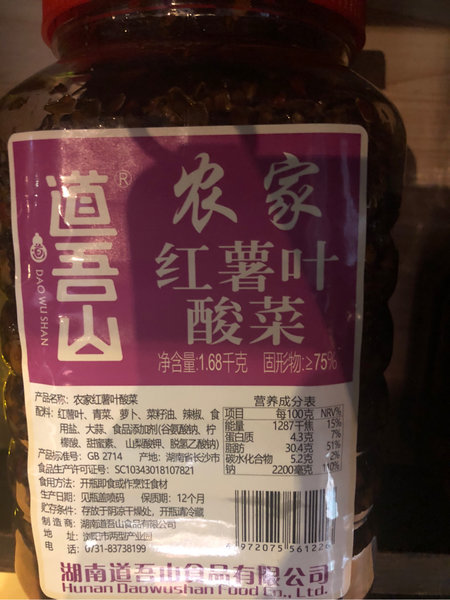 道吾山®
DAOWUSHAN
农家
红薯叶
酸菜
净含量:1.68千克 固形物:≥75%
产品名称: 农家红薯叶酸菜
配料: 红薯叶、青菜、萝卜、菜籽油、辣椒、食
用盐、大蒜、食品添加剂(谷氨酸钠、柠
檬酸、甜蜜素、山梨酸钾、脱氢乙酸钠)
产品标准号: GB 2714 产地: 湖南省长沙市
食品生产许可证号: SC10343018107821
食用方法: 开瓶即食或作烹饪食材
生产日期: 见瓶盖喷码 保质期: 12个月
贮存条件: 存放于阴凉干燥处, 开瓶请冷藏
制造商: 湖南道吾山食品有限公司
地址: 浏阳市两型产业园
电话: 0731-83738199
营养成分表
项目 每100克 NRV%
能量 1287千焦 15%
蛋白质 4.3克 7%
脂肪 30.4克 51%
碳水化合物 5.2克 2%
钠 2200毫克 110%
6972075561226
湖南道吾山食品有限公司
Hunan Daowushan Food Co., Ltd.